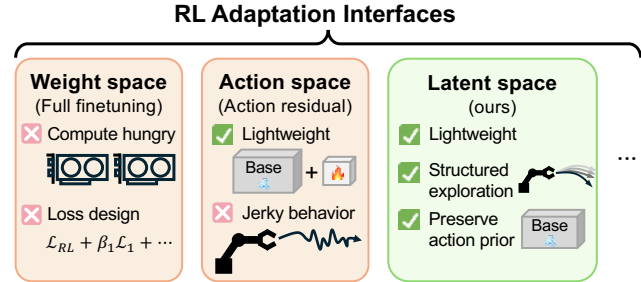 RL Adaptation Interfaces
Weight space
(Full finetuning)
Compute hungry
Loss design
ℒ_RL + β₁ℒ₁ + ⋯
Action space
(Action residual)
Lightweight
Base
+
Jerky behavior
Latent space
(ours)
Lightweight
Structured
exploration
Preserve
action prior
Base
...